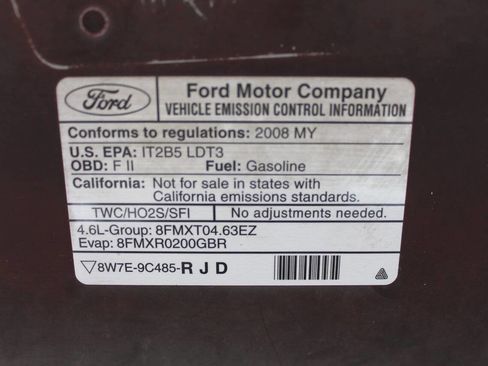 Ford
Ford Motor Company
VEHICLE EMISSION CONTROL INFORMATION
Conforms to regulations: 2008 MY
U.S. EPA: IT2B5 LDT3
OBD: F II Fuel: Gasoline
California: Not for sale in states with
California emissions standards.
TWC/HO2S/SFI No adjustments needed.
4.6L-Group: 8FMXT04.63EZ
Evap: 8FMXR0200GBR
▽8W7E-9C485-R J D